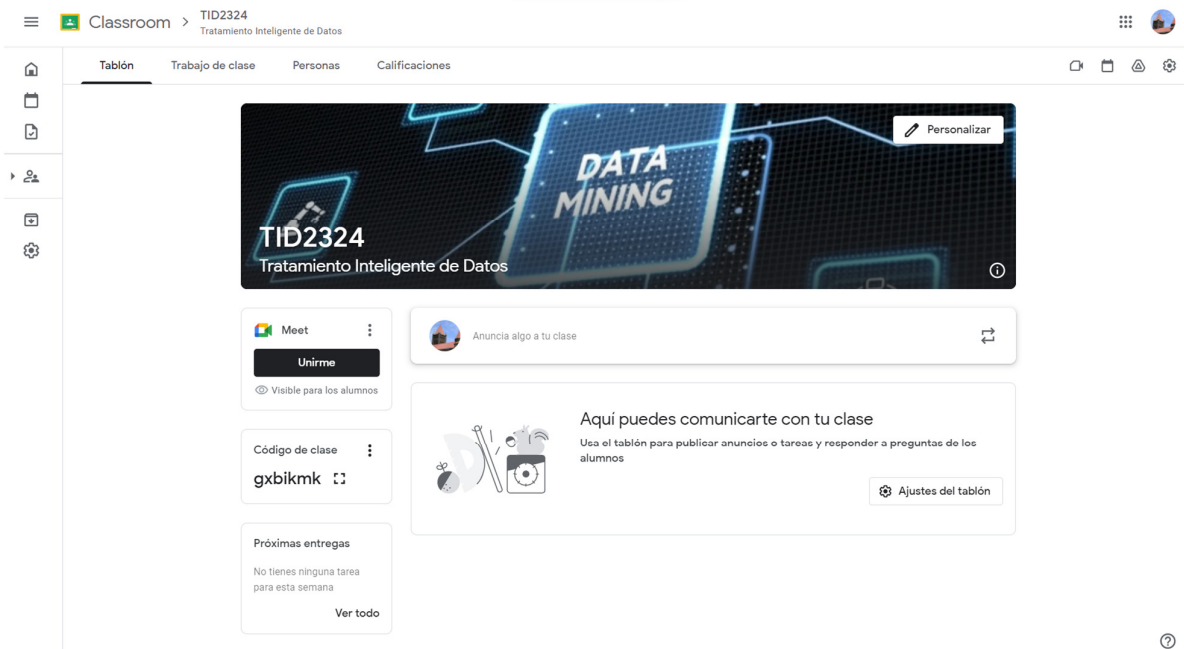 Classroom > TID2324
Tratamiento Inteligente de Datos
Tablón Trabajo de clase Personas Calificaciones
Personalizar
DATA
MINING
TID2324
Tratamiento Inteligente de Datos
Meet
Unirme
Visible para los alumnos
Anuncia algo a tu clase
Código de clase
gxbikmk
Aquí puedes comunicarte con tu clase
Usa el tablón para publicar anuncios o tareas y responder a preguntas de los
alumnos
Ajustes del tablón
Próximas entregas
No tienes ninguna tarea
para esta semana
Ver todo